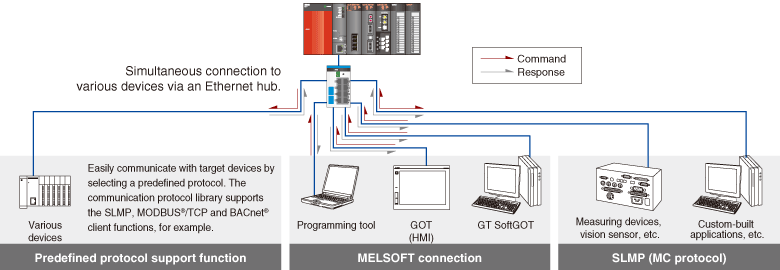 Simultaneous connection to
various devices via an Ethernet hub.
Command
Response
Easily communicate with target devices by
selecting a predefined protocol. The
communication protocol library supports
the SLMP, MODBUS®/TCP and BACnet®
client functions, for example.
Various
devices
Programming tool
GOT
(HMI)
GT SoftGOT
Measuring devices,
vision sensor, etc.
Custom-built
applications, etc.
Predefined protocol support function
MELSOFT connection
SLMP (MC protocol)